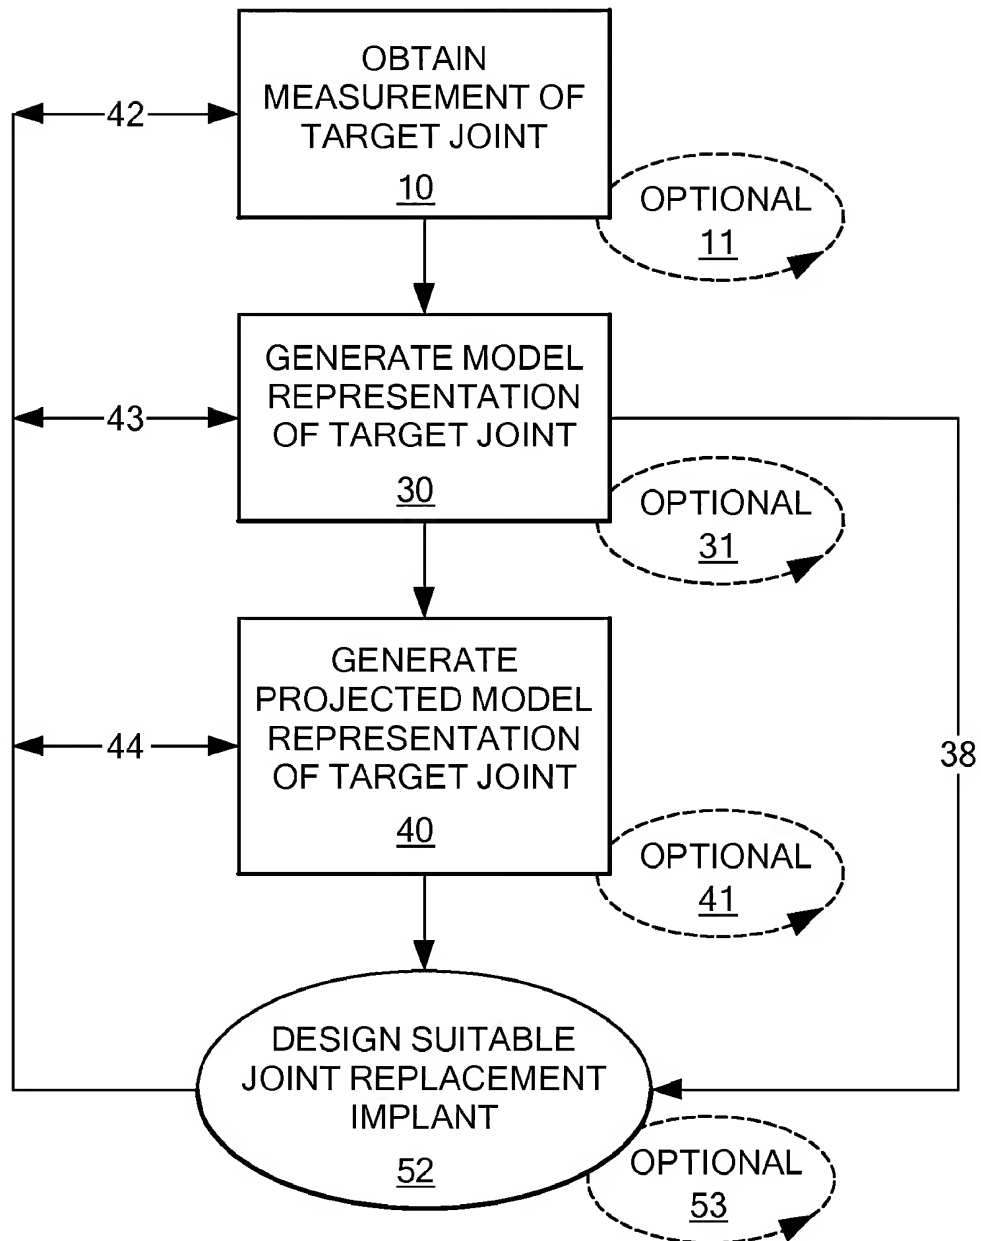 OBTAIN
MEASUREMENT OF
TARGET JOINT
10
42
OPTIONAL
11
GENERATE MODEL
REPRESENTATION
OF TARGET JOINT
30
43
OPTIONAL
31
GENERATE
PROJECTED MODEL
REPRESENTATION
OF TARGET JOINT
40
44
38
OPTIONAL
41
DESIGN SUITABLE
JOINT REPLACEMENT
IMPLANT
52
OPTIONAL
53